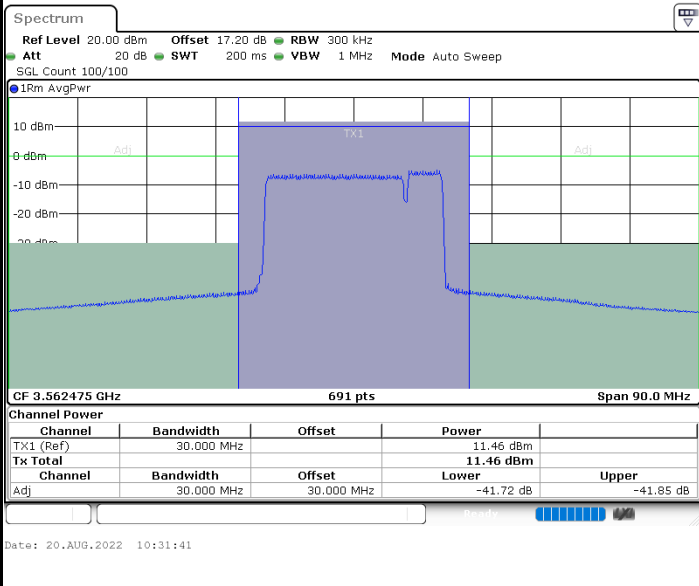 Spectrum
Ref Level 20.00 dBm Offset 17.20 dB RBW 300 kHz
Att 20 dB SWT 200 ms VBW 1 MHz Mode Auto Sweep
SGL Count 100/100
1Rm AvgPwr
10 dBm
TX1
Adj Adj
0 dBm
-10 dBm
-20 dBm
-30 dBm
CF 3.562475 GHz 691 pts Span 90.0 MHz
Channel Power
Channel Bandwidth Offset Power
TX1 (Ref) 30.000 MHz 11.46 dBm
Tx Total 11.46 dBm
Channel Bandwidth Offset Lower Upper
Adj 30.000 MHz 30.000 MHz -41.72 dB -41.85 dB
Ready
Date: 20.AUG.2022 10:31:41